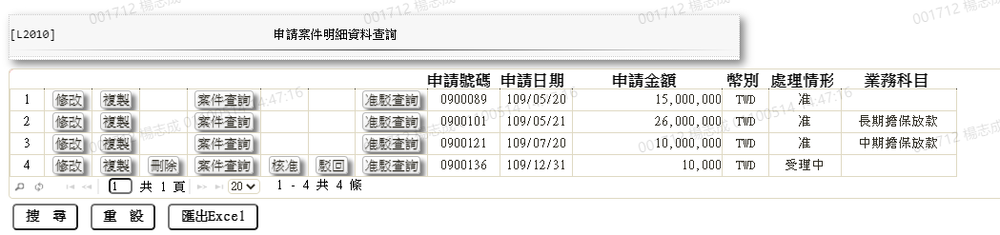 001712 楊志成
001712 楊志成
001712 楊志成
[L2010] 申請案件明細資料查詢
申請號碼 申請日期 申請金額 幣別 處理情形 業務科目
1 修改 複製 案件查詢 准駁查詢 0900089 109/05/20 15,000,000 TWD 准
2 修改 複製 案件查詢 准駁查詢 0900101 109/05/21 26,000,000 TWD 准 長期擔保放款
3 修改 複製 案件查詢 准駁查詢 0900121 109/07/20 10,000,000 TWD 准 中期擔保放款
4 修改 複製 刪除 案件查詢 核准 駁回 准駁查詢 0900136 109/12/31 10,000 TWD 受理中
1 共 1 頁 20 1 - 4 共 4 條
搜 尋 重 設 匯出Excel